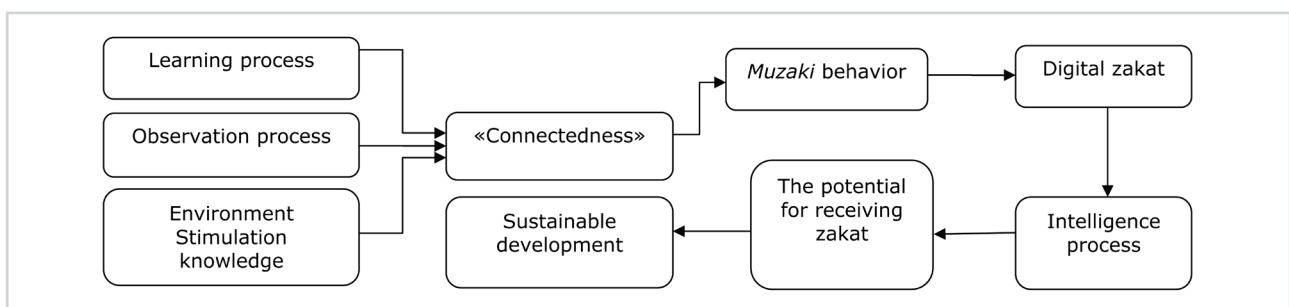 Learning process
Observation process
Environment
Stimulation
knowledge
«Connectedness»
Muzaki behavior
Digital zakat
Intelligence
process
The potential
for receiving
zakat
Sustainable
development